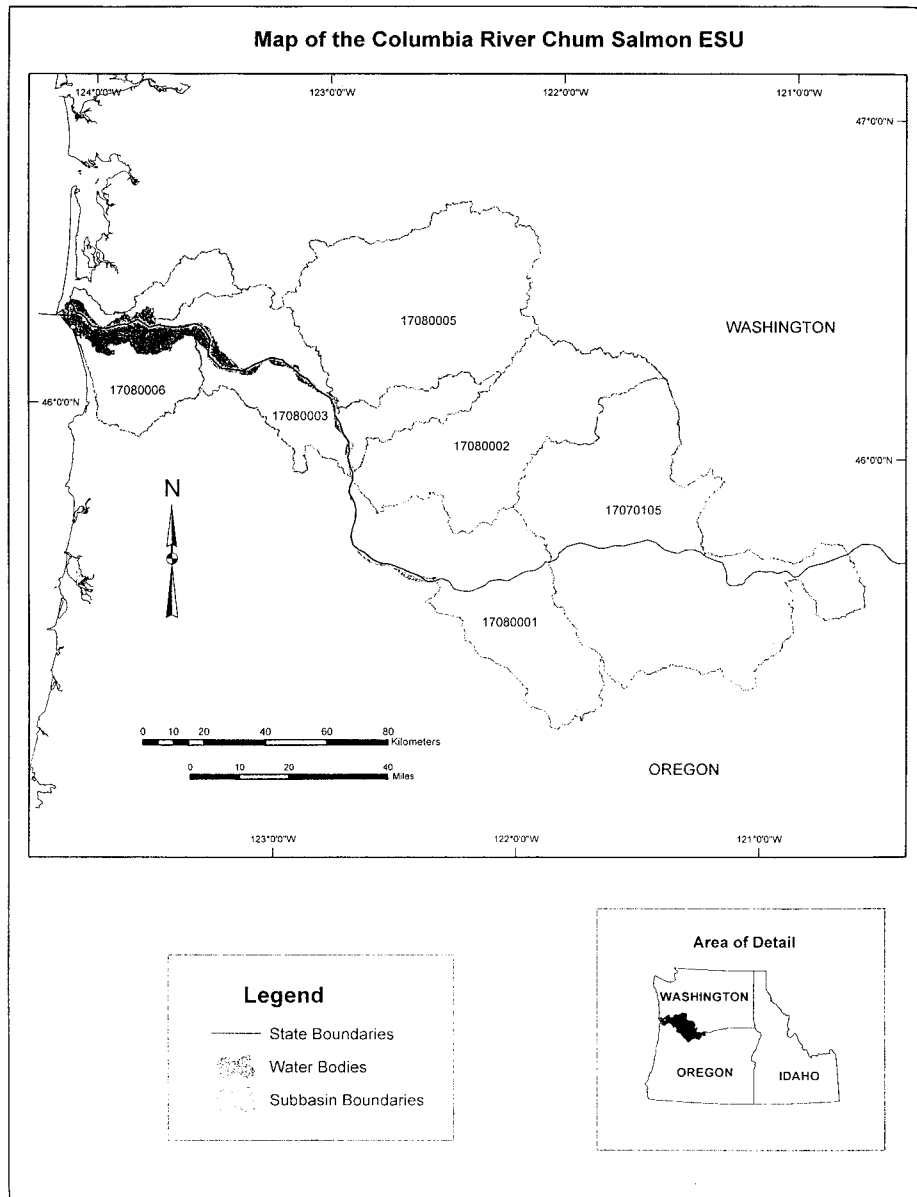 Map of the Columbia River Chum Salmon ESU
124°0'0"W 123°0'0"W 122°0'0"W 121°0'0"W
47°0'0"N
17080005
WASHINGTON
17080006
46°0'0"N
17080003
17080002
46°0'0"N
N
17070105
17080001
0 10 20 40 60 80
Kilometers
0 10 20 40
Miles
OREGON
123°0'0"W 122°0'0"W 121°0'0"W
Legend
State Boundaries
Water Bodies
Subbasin Boundaries
Area of Detail
WASHINGTON
OREGON
IDAHO